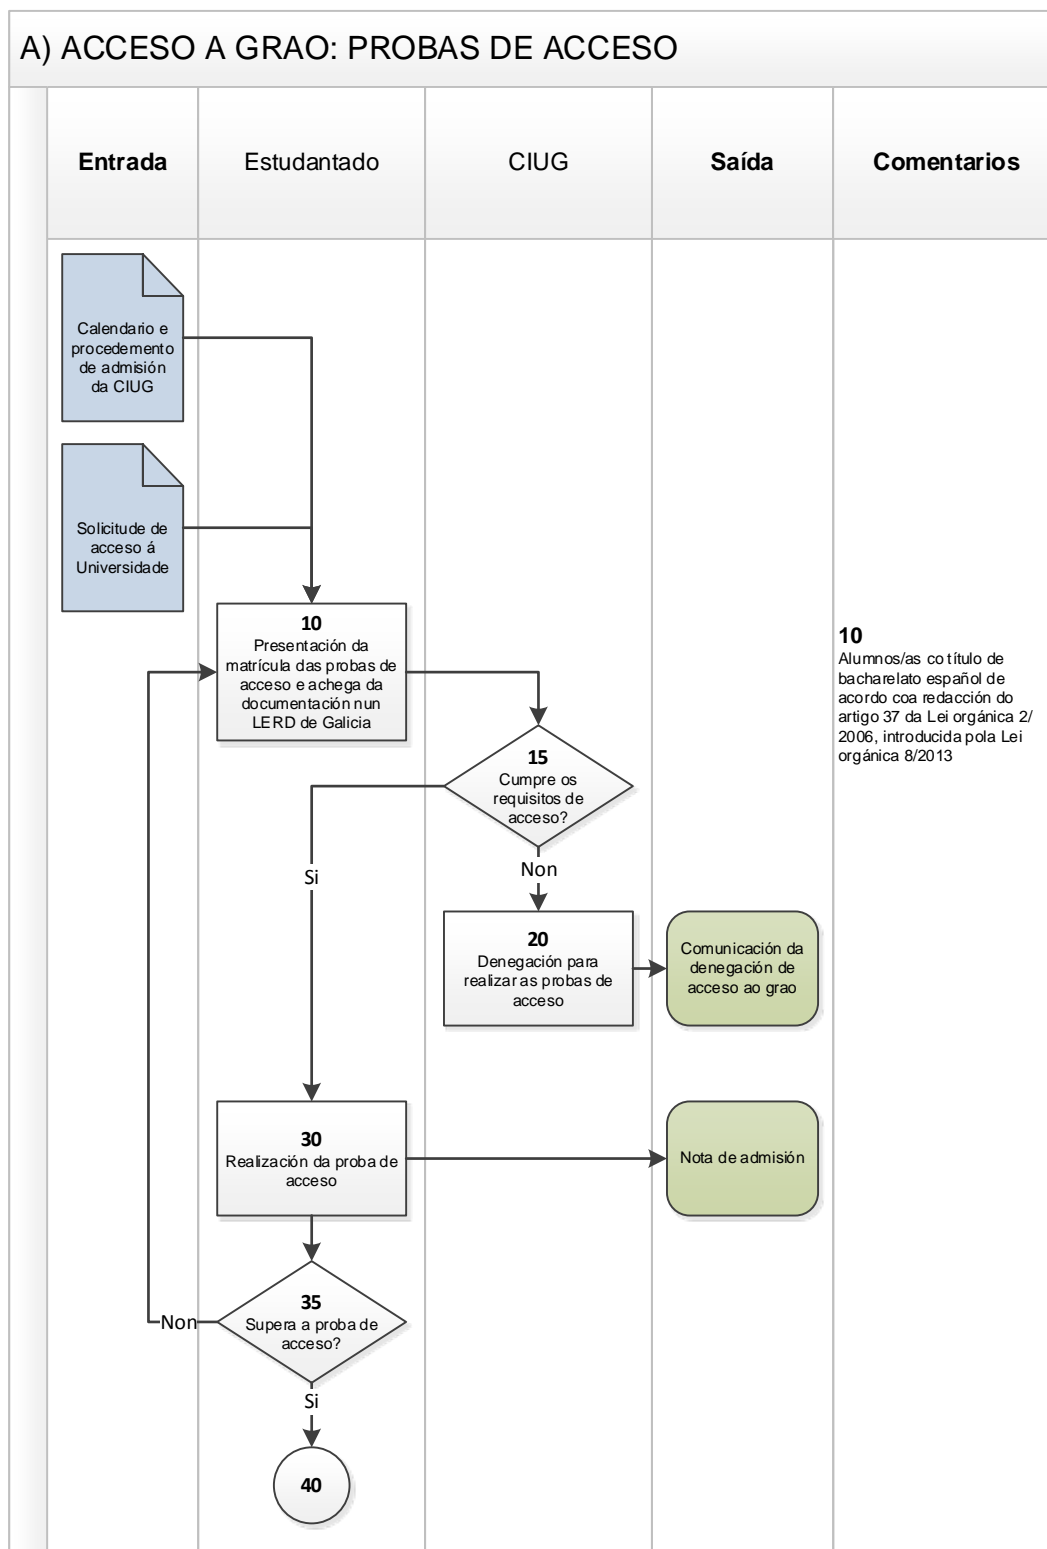 A) ACCESO A GRAO: PROBAS DE ACCESO
Entrada
Estudantado
CIUG
Saída
Comentarios
Calendario e
procedemento
de admisión
da CIUG
Solicitude de
acceso á
Universidade
10
Presentación da
matrícula das probas de
acceso e achega da
documentación nun
LERD de Galicia
10
Alumnos/as co título de
bacharelato español de
acordo coa redacción do
artigo 37 da Lei orgánica 2/
2006, introducida pola Lei
orgánica 8/2013
15
Cumpre os
requisitos de
acceso?
Si
Non
20
Denegación para
realizar as probas de
acceso
Comunicación da
denegación de
acceso ao grao
30
Realización da proba de
acceso
Nota de admisión
35
Supera a proba de
acceso?
Non
Si
40